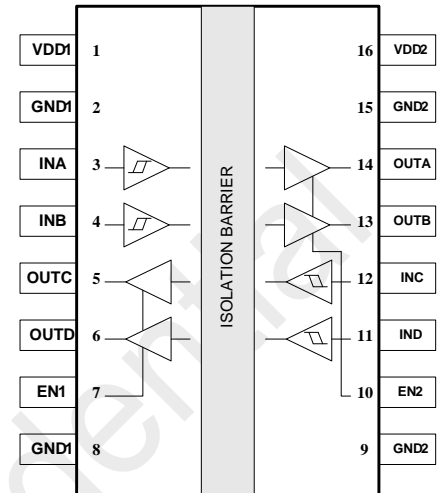 VDD1 1 16 VDD2
GND1 2 15 GND2
INA 3 14 OUTA
INB 4 13 OUTB
OUTC 5 12 INC
OUTD 6 11 IND
EN1 7 10 EN2
GND1 8 9 GND2
ISOLATION BARRIER